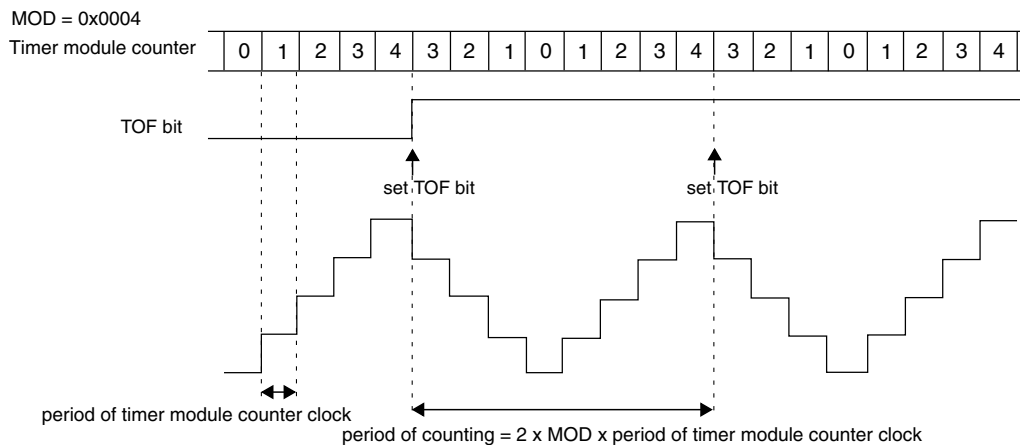 MOD = 0x0004
Timer module counter 0 1 2 3 4 3 2 1 0 1 2 3 4 3 2 1 0 1 2 3 4
TOF bit
set TOF bit set TOF bit
period of timer module counter clock
period of counting = 2 x MOD x period of timer module counter clock